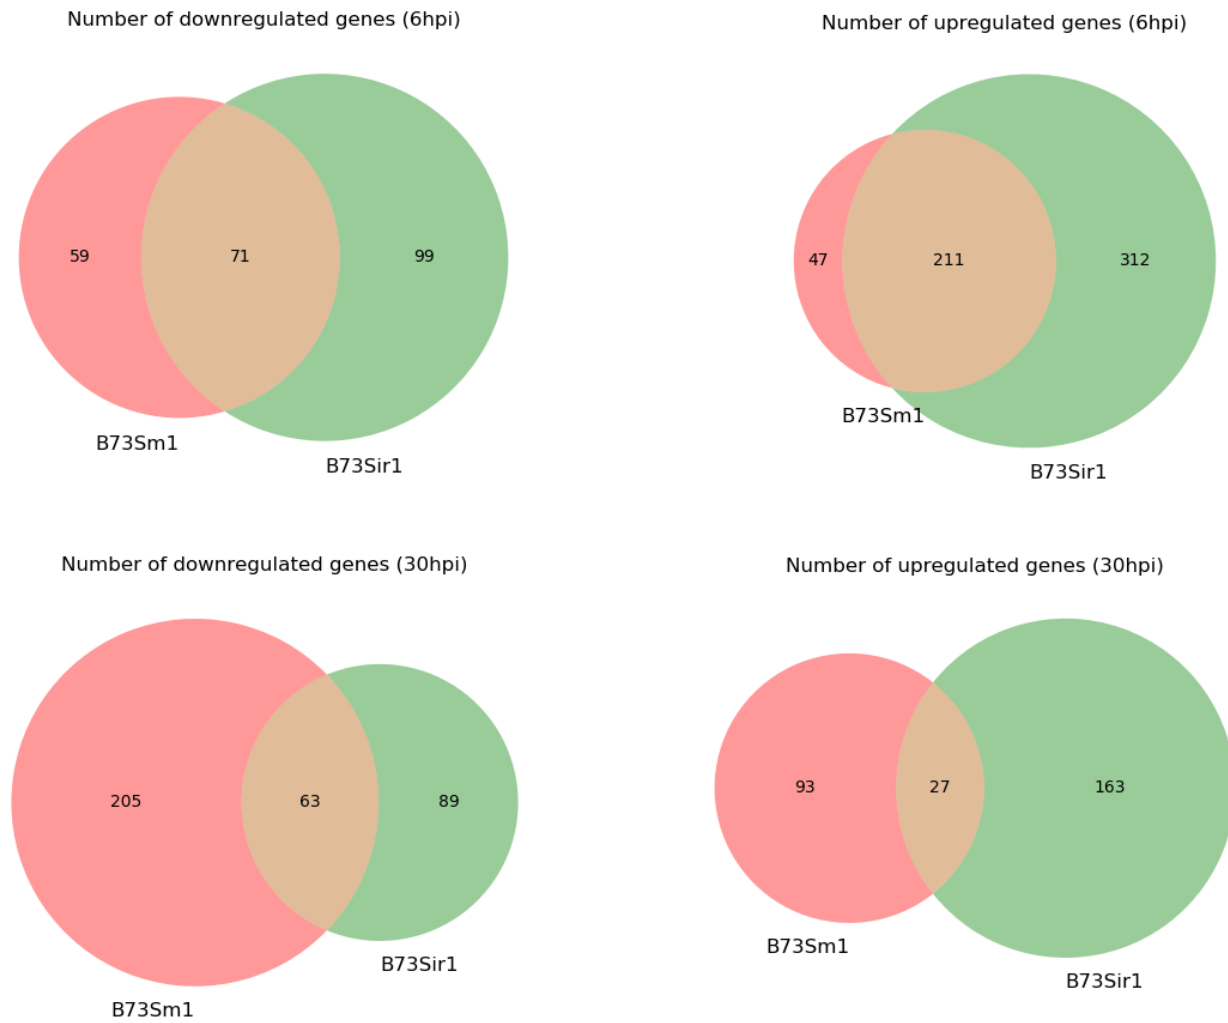 Number of downregulated genes (6hpi)
59
71
99
B73Sm1
B73Sir1
Number of upregulated genes (6hpi)
47
211
312
B73Sm1
B73Sir1
Number of downregulated genes (30hpi)
205
63
89
B73Sir1
B73Sm1
Number of upregulated genes (30hpi)
93
27
163
B73Sm1
B73Sir1